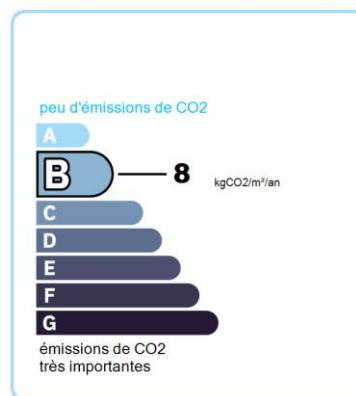 peu d'émissions de CO2
A
B 8 kgCO2/m²/an
C
D
E
F
G
émissions de CO2
très importantes